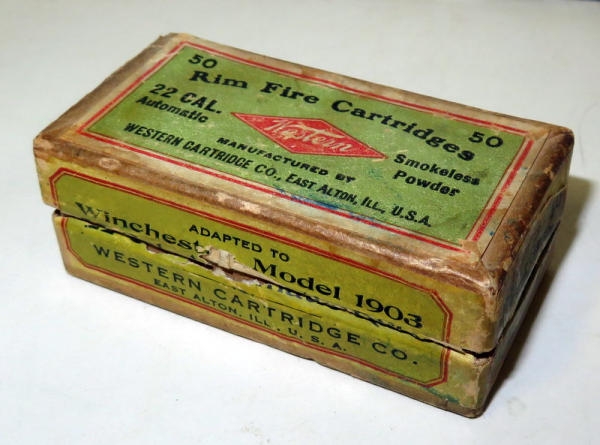 50
Rim Fire Cartridges
50
22 CAL.
Automatic
Western
Smokeless
Powder
MANUFACTURED BY
WESTERN CARTRIDGE CO., EAST ALTON, ILL., U.S.A.
ADAPTED TO
Model 1903
WESTERN CARTRIDGE CO.
EAST ALTON, ILL., U.S.A.